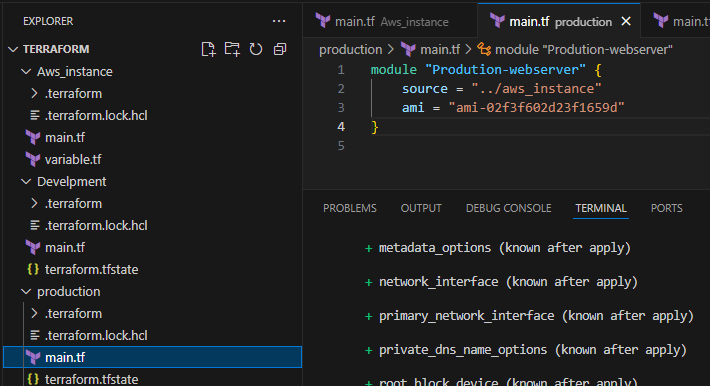 EXPLORER
TERRAFORM
Aws_instance
.terraform
.terraform.lock.hcl
main.tf
variable.tf
Develpment
.terraform
.terraform.lock.hcl
main.tf
terraform.tfstate
production
.terraform
.terraform.lock.hcl
main.tf
terraform.tfstate
main.tf Aws_instance
main.tf production
main.tf
production > main.tf > module "Prodution-webserver"
1 module "Prodution-webserver" {
2 source = "../aws_instance"
3 ami = "ami-02f3f602d23f1659d"
4 }
5
PROBLEMS OUTPUT DEBUG CONSOLE TERMINAL PORTS
+ metadata_options (known after apply)
+ network_interface (known after apply)
+ primary_network_interface (known after apply)
+ private_dns_name_options (known after apply)
+ root_block_device (known after apply)